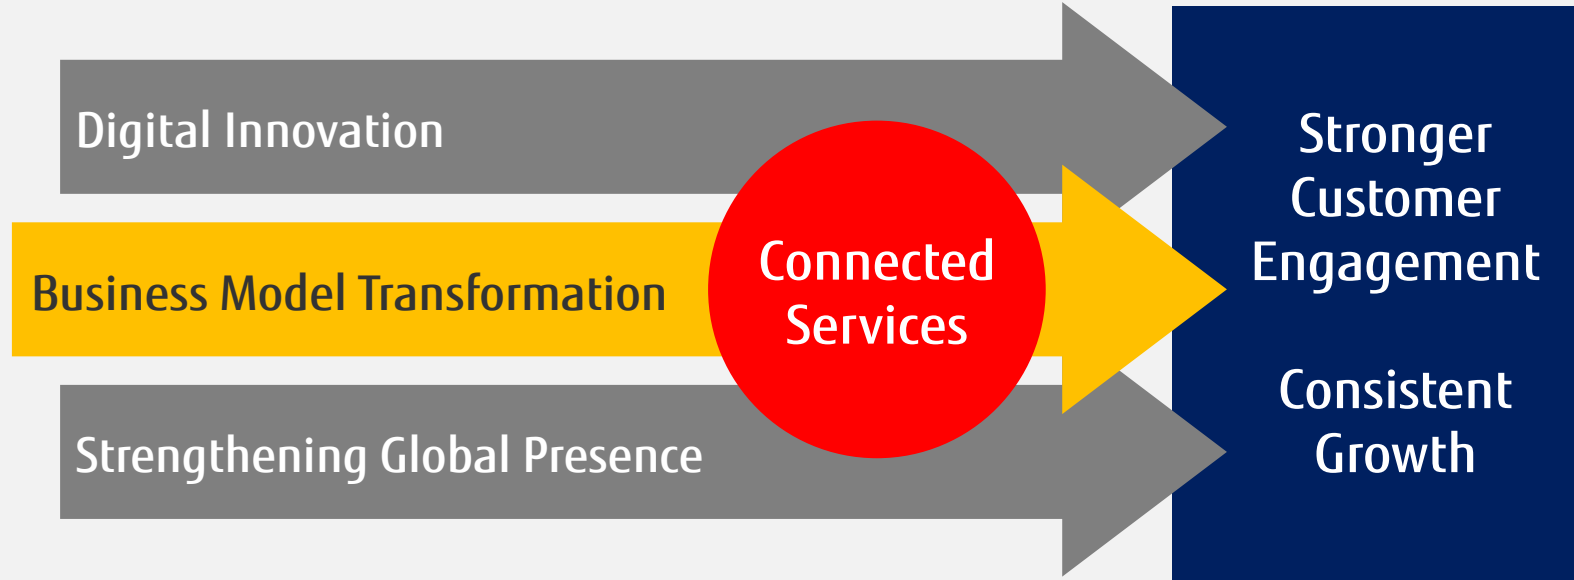 Digital Innovation
Business Model Transformation
Strengthening Global Presence
Connected
Services
Stronger
Customer
Engagement
Consistent
Growth